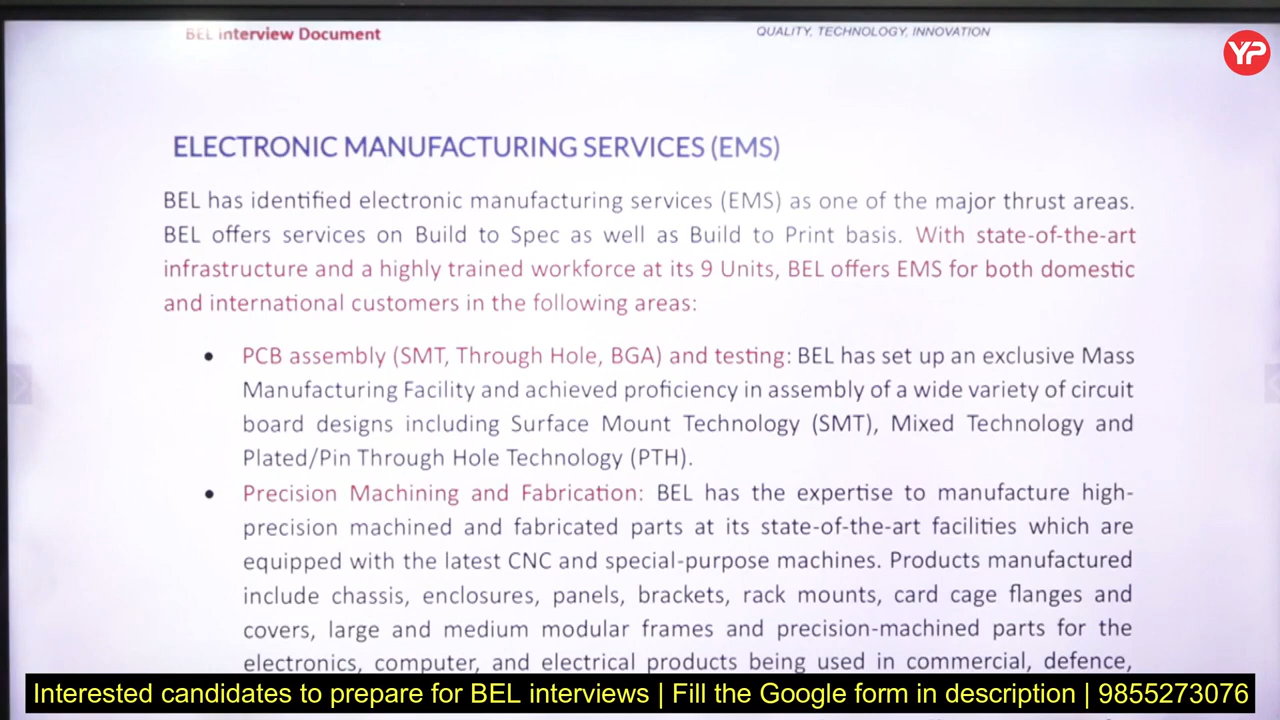 BEL Interview Document
QUALITY, TECHNOLOGY, INNOVATION
YP
ELECTRONIC MANUFACTURING SERVICES (EMS)
BEL has identified electronic manufacturing services (EMS) as one of the major thrust areas.
BEL offers services on Build to Spec as well as Build to Print basis. With state-of-the-art
infrastructure and a highly trained workforce at its 9 Units, BEL offers EMS for both domestic
and international customers in the following areas:
• PCB assembly (SMT, Through Hole, BGA) and testing: BEL has set up an exclusive Mass
Manufacturing Facility and achieved proficiency in assembly of a wide variety of circuit
board designs including Surface Mount Technology (SMT), Mixed Technology and
Plated/Pin Through Hole Technology (PTH).
• Precision Machining and Fabrication: BEL has the expertise to manufacture high-
precision machined and fabricated parts at its state-of-the-art facilities which are
equipped with the latest CNC and special-purpose machines. Products manufactured
include chassis, enclosures, panels, brackets, rack mounts, card cage flanges and
covers, large and medium modular frames and precision-machined parts for the
electronics, computer, and electrical products being used in commercial, defence,
Interested candidates to prepare for BEL interviews | Fill the Google form in description | 9855273076